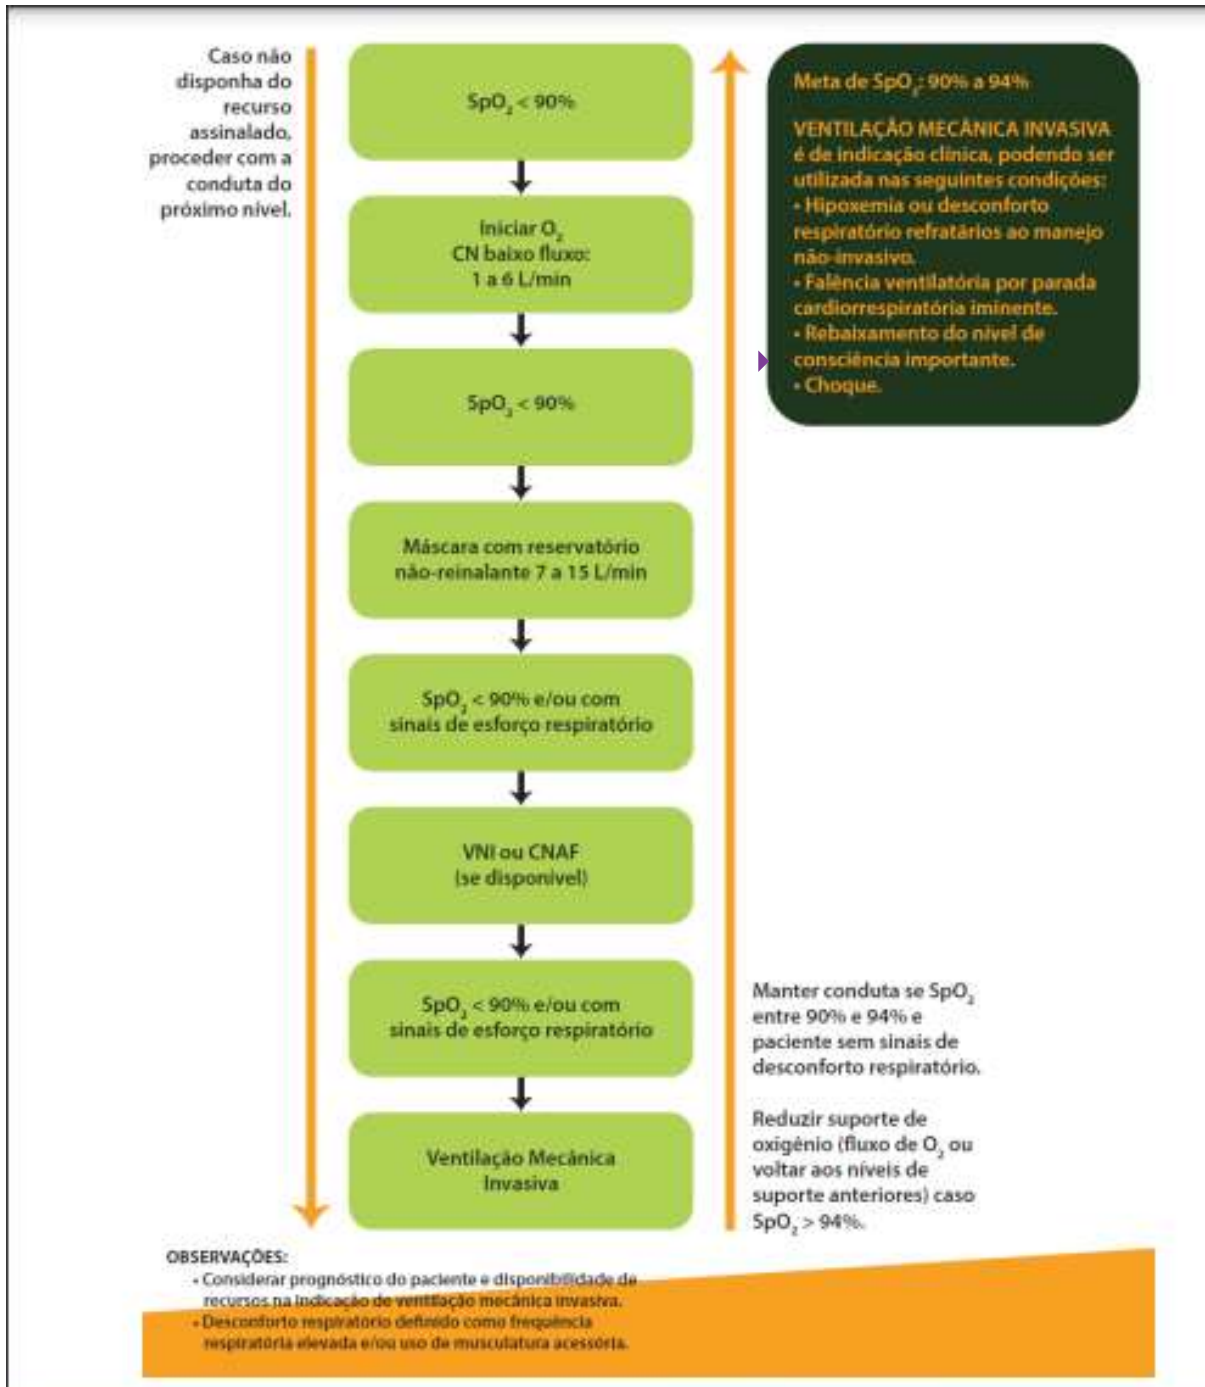 Caso não
disponha do
recurso
assinalado,
proceder com a
conduta do
próximo nível.
SpO₂ < 90%
Iniciar O₂
CN baixo fluxo:
1 a 6 L/min
SpO₂ < 90%
Máscara com reservatório
não-reinalante 7 a 15 L/min
SpO₂ < 90% e/ou com
sinais de esforço respiratório
VNI ou CNAF
(se disponível)
SpO₂ < 90% e/ou com
sinais de esforço respiratório
Ventilação Mecânica
Invasiva
Meta de SpO₂: 90% a 94%
VENTILAÇÃO MECÂNICA INVASIVA
é de indicação clínica, podendo ser
utilizada nas seguintes condições:
• Hipoxemia ou desconforto
respiratório refratários ao manejo
não-invasivo.
• Falência ventilatória por parada
cardiorrespiratória iminente.
• Rebaixamento do nível de
consciência importante.
• Choque.
Manter conduta se SpO₂
entre 90% e 94% e
paciente sem sinais de
desconforto respiratório.
Reduzir suporte de
oxigênio (fluxo de O₂ ou
voltar aos níveis de
suporte anteriores) caso
SpO₂ > 94%.
OBSERVAÇÕES:
• Considerar prognóstico do paciente e disponibilidade de
recursos na indicação de ventilação mecânica invasiva.
• Desconforto respiratório definido como frequência
respiratória elevada e/ou uso de musculatura acessória.